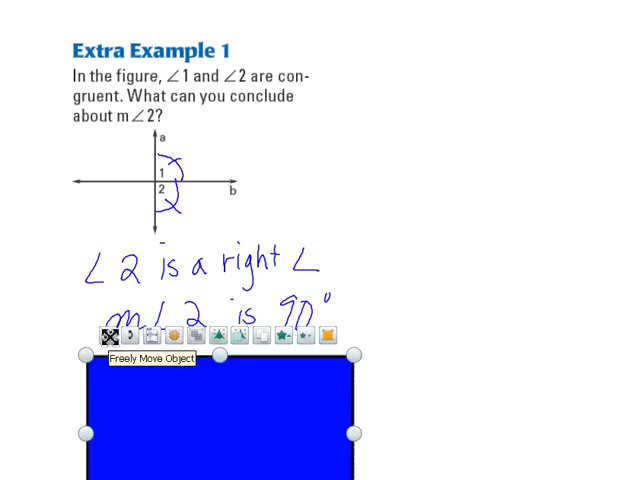 Extra Example 1
In the figure, ∠1 and ∠2 are con-
gruent. What can you conclude
about m∠2?
a
1
2
b
∠ 2 is a right ∠
m∠ 2 is 90°
Freely Move Object